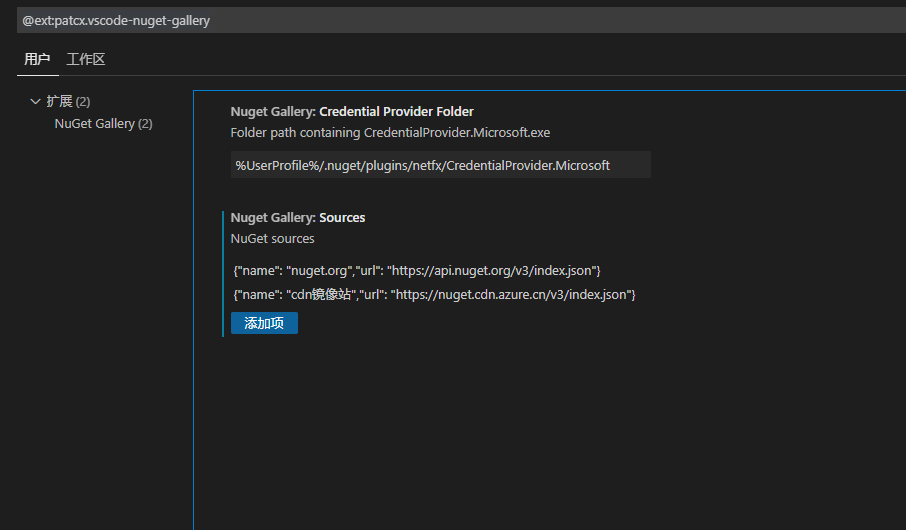 @ext:patcx.vscode-nuget-gallery
用户 工作区
扩展 (2)
NuGet Gallery (2)
Nuget Gallery: Credential Provider Folder
Folder path containing CredentialProvider.Microsoft.exe
%UserProfile%/.nuget/plugins/netfx/CredentialProvider.Microsoft
Nuget Gallery: Sources
NuGet sources
{"name": "nuget.org","url": "https://api.nuget.org/v3/index.json"}
{"name": "cdn镜像站","url": "https://nuget.cdn.azure.cn/v3/index.json"}
添加项